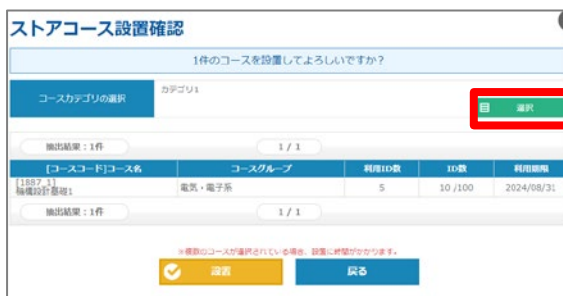 ストアコース設置確認
1件のコースを設置してよろしいですか？
コースカテゴリの選択
カテゴリ1
選択
抽出結果：1件
1 / 1
[コースコード]コース名 コースグループ 利用ID数 ID数 利用期限
[1887_1]
機構設計基礎1 電気・電子系 5 10 /100 2024/08/31
抽出結果：1件
1 / 1
※複数のコースが選択されている場合、設置に時間がかかります。
設置 戻る